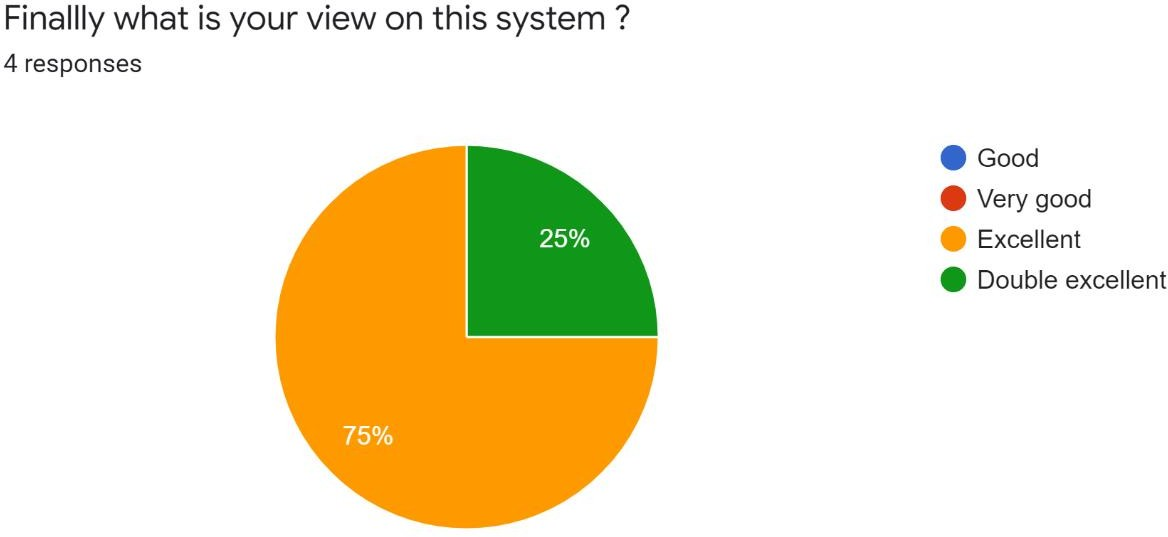 Finallly what is your view on this system ?
4 responses
25%
75%
Good
Very good
Excellent
Double excellent